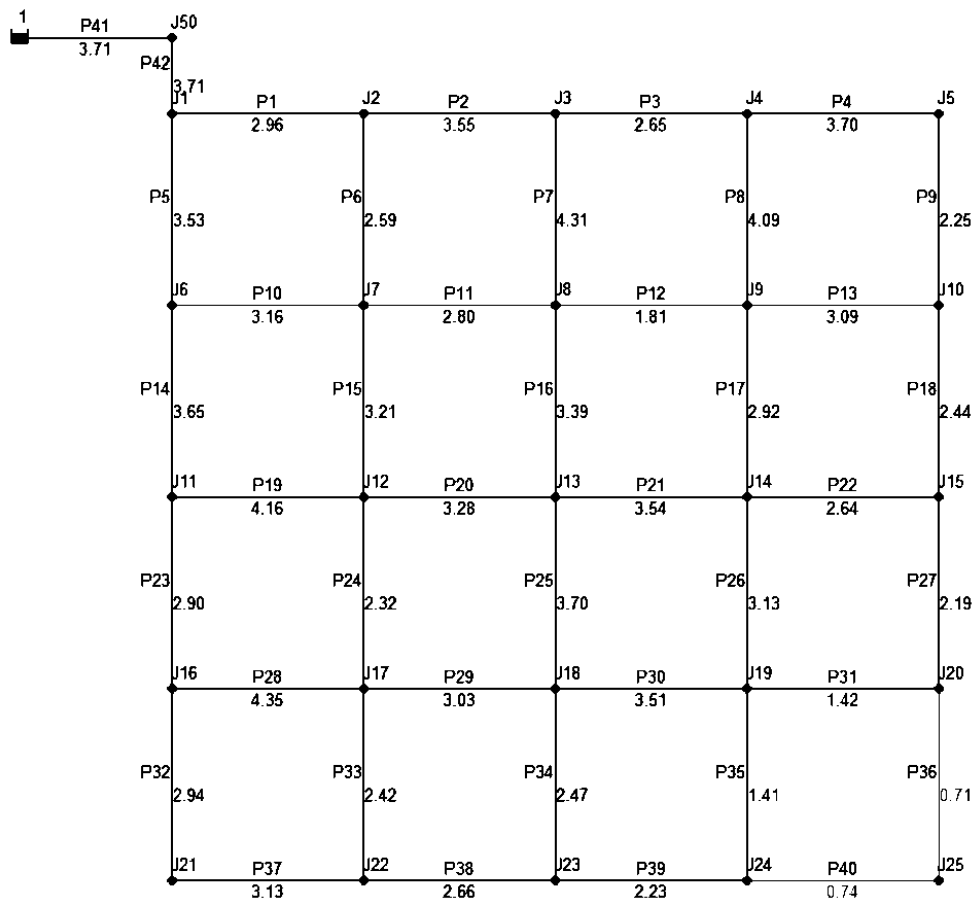 1
P41
J50
3.71
P42
3.71
J1
P1
J2
P2
J3
P3
J4
P4
J5
2.96
3.55
2.65
3.70
P5
P6
P7
P8
P9
3.53
2.59
4.31
4.09
2.25
J6
P10
J7
P11
J8
P12
J9
P13
J10
3.16
2.80
1.81
3.09
P14
P15
P16
P17
P18
3.65
3.21
3.39
2.92
2.44
J11
P19
J12
P20
J13
P21
J14
P22
J15
4.16
3.28
3.54
2.64
P23
P24
P25
P26
P27
2.90
2.32
3.70
3.13
2.19
J16
P28
J17
P29
J18
P30
J19
P31
J20
4.35
3.03
3.51
1.42
P32
P33
P34
P35
P36
2.94
2.42
2.47
1.41
0.71
J21
P37
J22
P38
J23
P39
J24
P40
J25
3.13
2.66
2.23
0.74